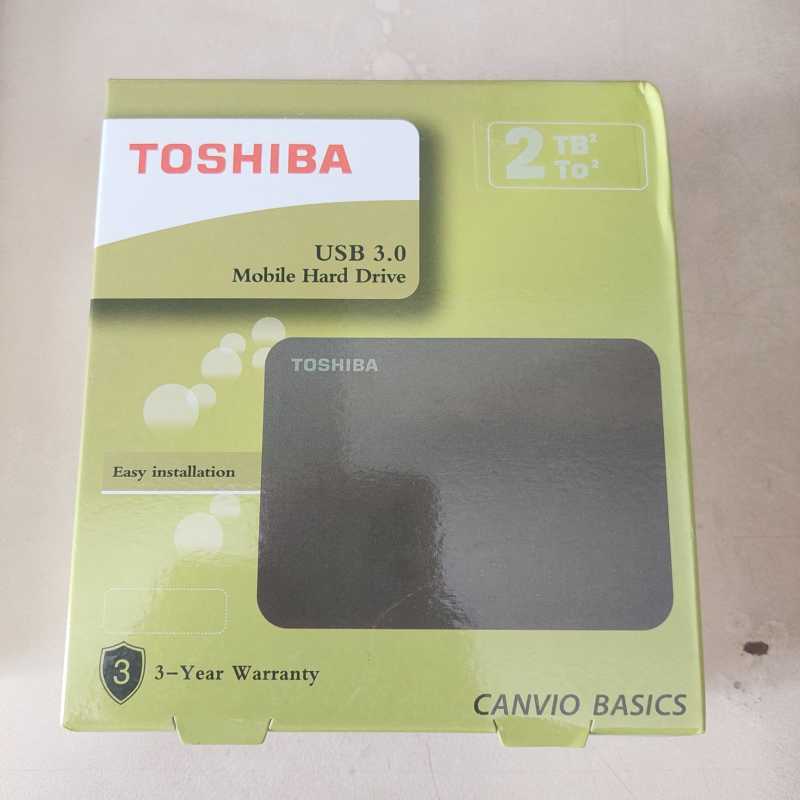 TOSHIBA
2 TB²
To²
USB 3.0
Mobile Hard Drive
TOSHIBA
Easy installation
3
3-Year Warranty
CANVIO BASICS